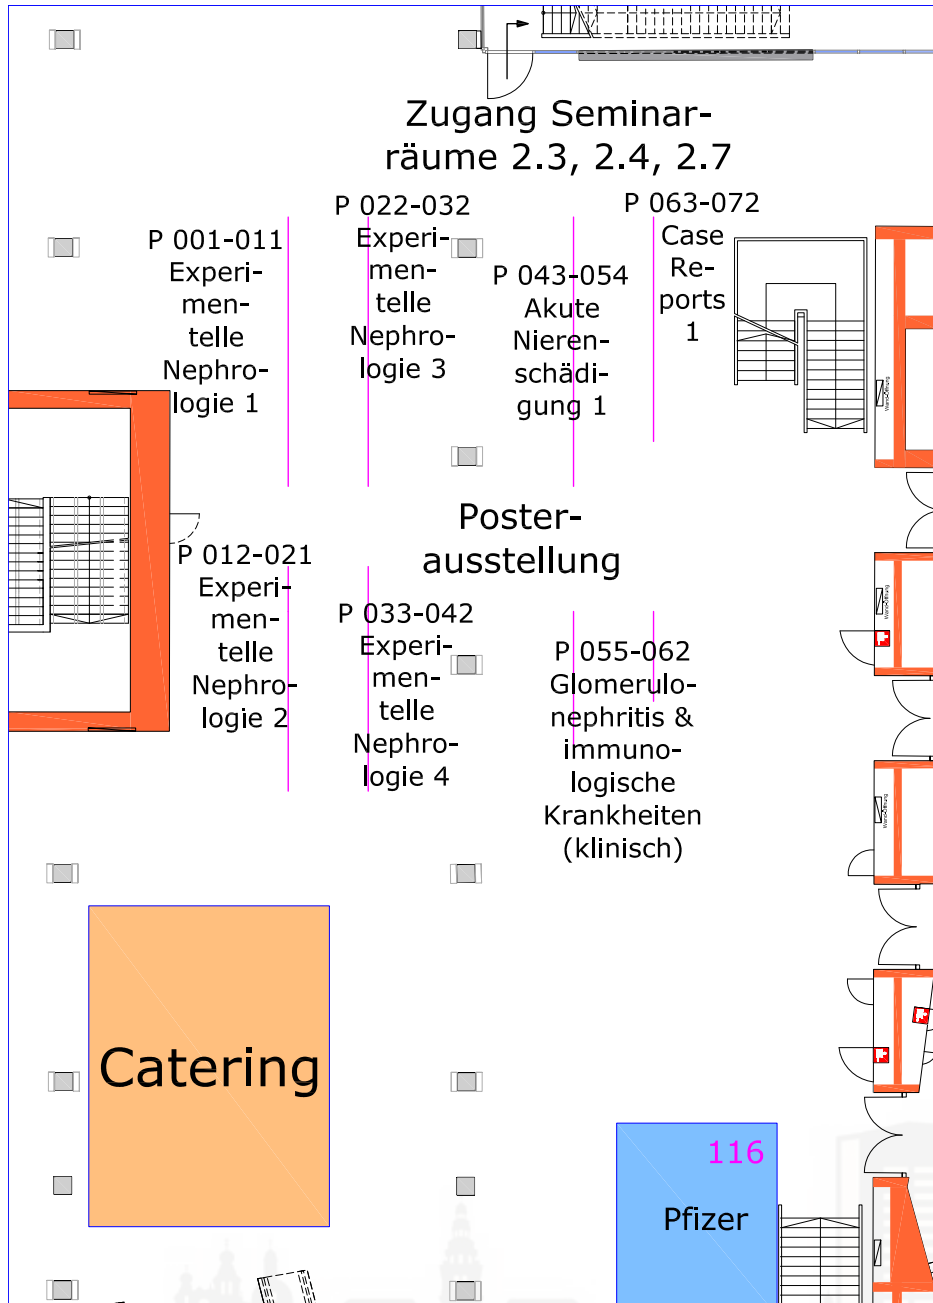 Zugang Seminar-
räume 2.3, 2.4, 2.7
P 001-011
Experi-
men-
telle
Nephro-
logie 1
P 022-032
Experi-
men-
telle
Nephro-
logie 3
P 043-054
Akute
Nieren-
schädi-
gung 1
P 063-072
Case
Re-
ports
1
Poster-
ausstellung
P 012-021
Experi-
men-
telle
Nephro-
logie 2
P 033-042
Experi-
men-
telle
Nephro-
logie 4
P 055-062
Glomerulo-
nephritis &
immuno-
logische
Krankheiten
(klinisch)
Catering
116
Pfizer